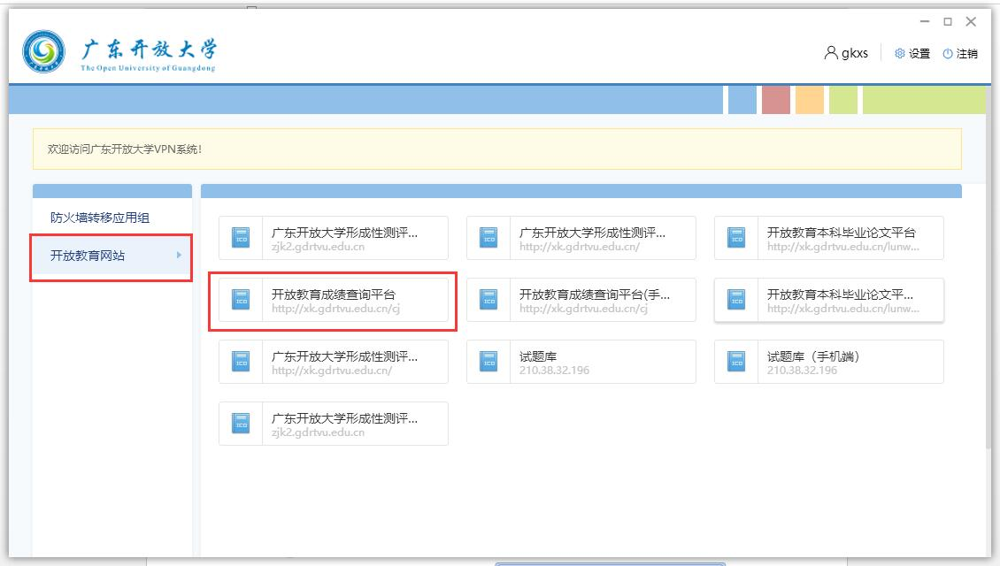 广东开放大学
The Open University of Guangdong
gkxs
设置
注销
欢迎访问广东开放大学VPN系统!
防火墙转移应用组
开放教育网站
广东开放大学形成性测评...
zjk2.gdrtvu.edu.cn
广东开放大学形成性测评...
http://xk.gdrtvu.edu.cn/
开放教育本科毕业论文平台
http://xk.gdrtvu.edu.cn/lunw...
开放教育成绩查询平台
http://xk.gdrtvu.edu.cn/cj
开放教育成绩查询平台(手...
http://xk.gdrtvu.edu.cn/cj
开放教育本科毕业论文平...
http://xk.gdrtvu.edu.cn/lunw...
广东开放大学形成性测评...
http://xk.gdrtvu.edu.cn/
试题库
210.38.32.196
试题库（手机端）
210.38.32.196
广东开放大学形成性测评...
zjk2.gdrtvu.edu.cn